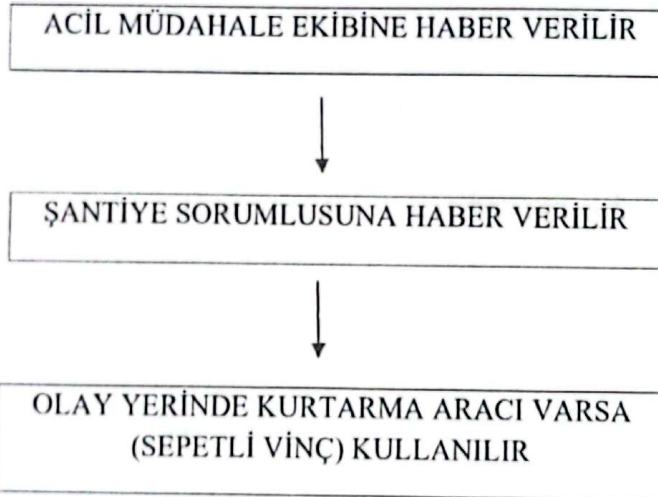 ACİL MÜDAHALE EKİBİNE HABER VERİLİR
ŞANTİYE SORUMLUSUNA HABER VERİLİR
OLAY YERİNDE KURTARMA ARACI VARSA
(SEPETLİ VİNÇ) KULLANILIR